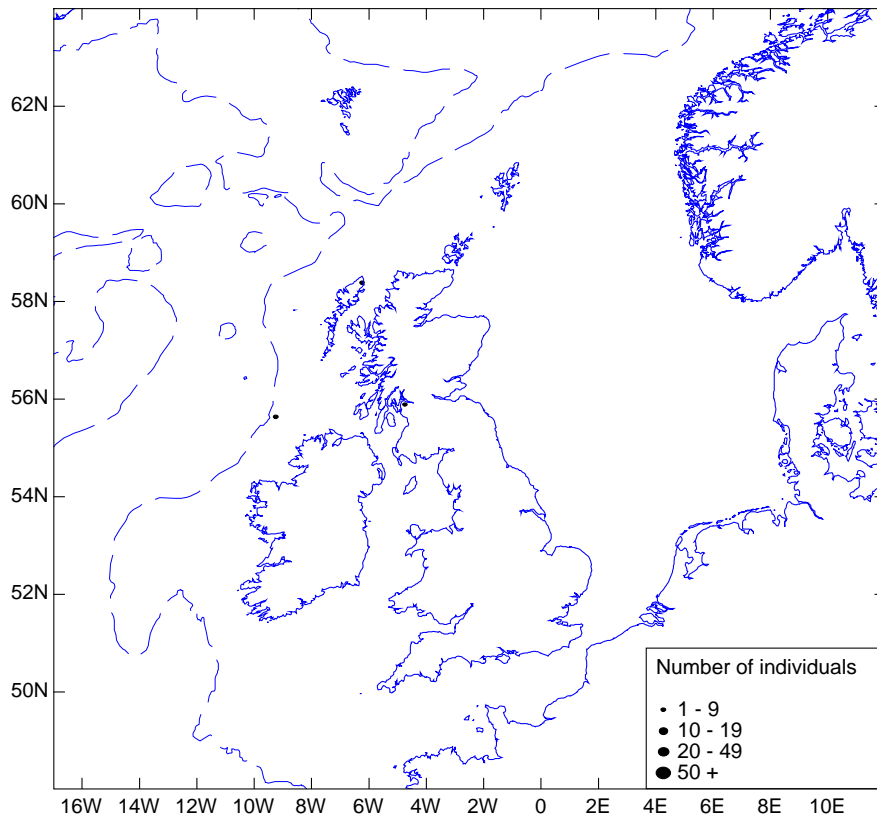 62N
60N
58N
56N
54N
52N
50N
Number of individuals
1 - 9
10 - 19
20 - 49
50 +
16W 14W 12W 10W 8W 6W 4W 2W 0 2E 4E 6E 8E 10E